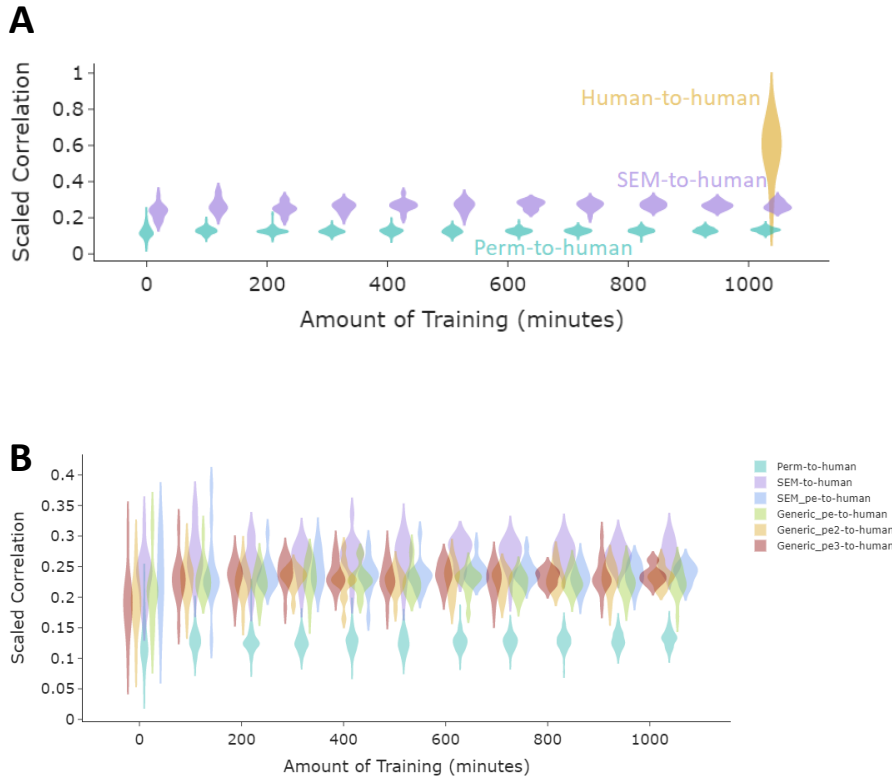 A
1
0.8
0.6
0.4
0.2
0
Scaled Correlation
Human-to-human
SEM-to-human
Perm-to-human
0 200 400 600 800 1000
Amount of Training (minutes)
B
0.4
0.35
0.3
0.25
0.2
0.15
0.1
0.05
0
Scaled Correlation
0 200 400 600 800 1000
Amount of Training (minutes)
Perm-to-human
SEM-to-human
SEM_pe-to-human
Generic_pe-to-human
Generic_pe2-to-human
Generic_pe3-to-human